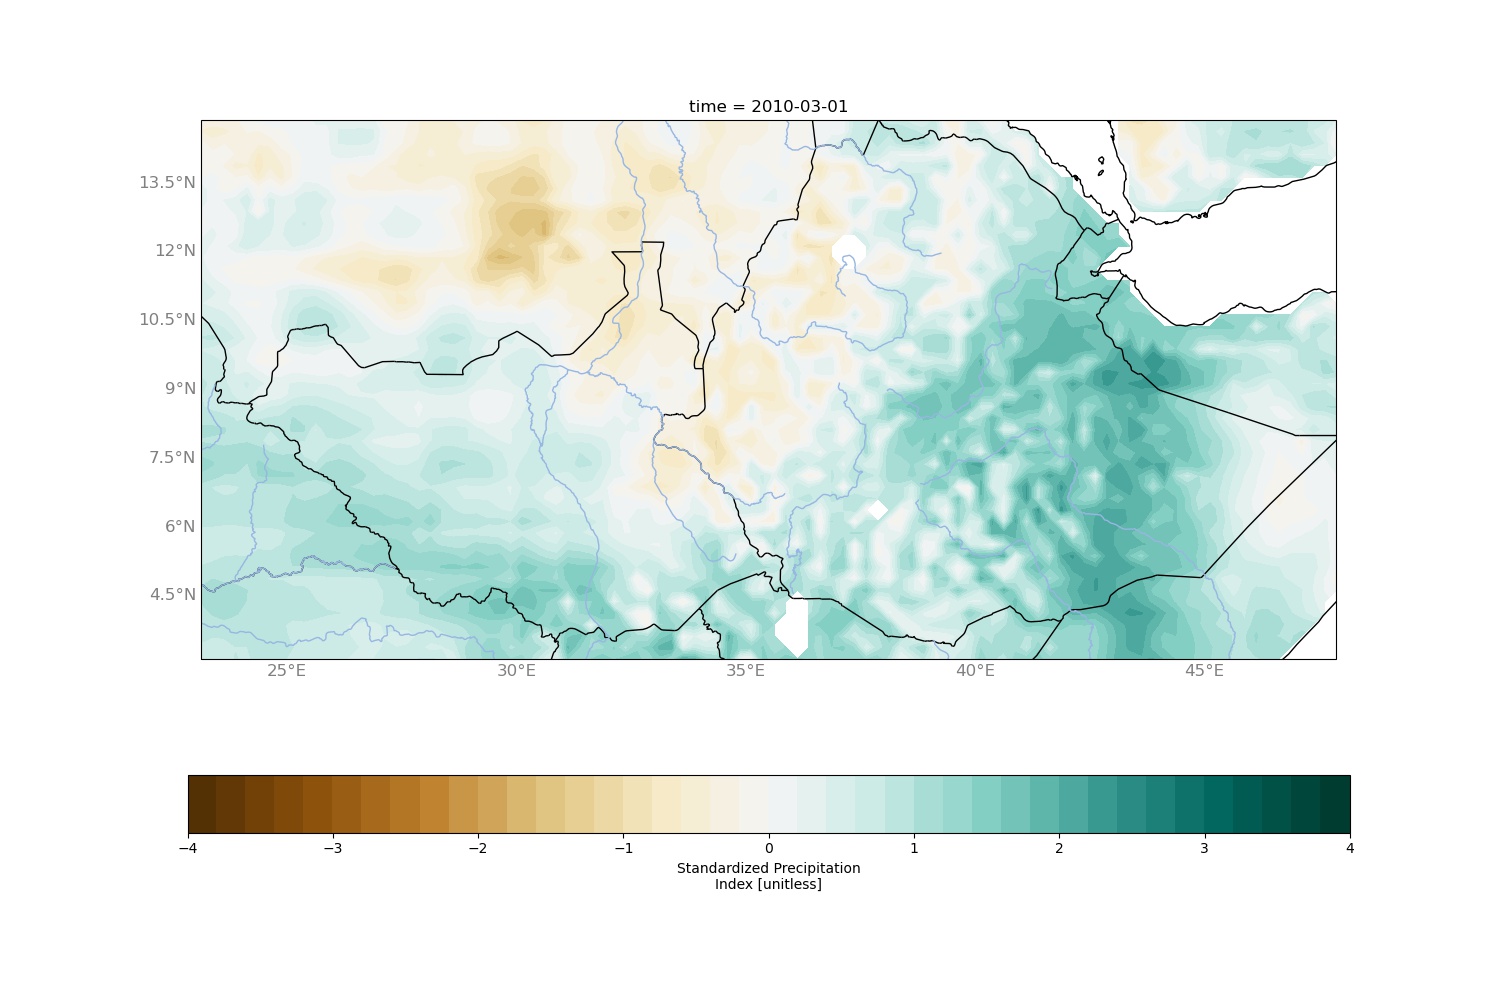 time = 2010-03-01
13.5°N
12°N
10.5°N
9°N
7.5°N
6°N
4.5°N
25°E 30°E 35°E 40°E 45°E
−4 −3 −2 −1 0 1 2 3 4
Standardized Precipitation
Index [unitless]